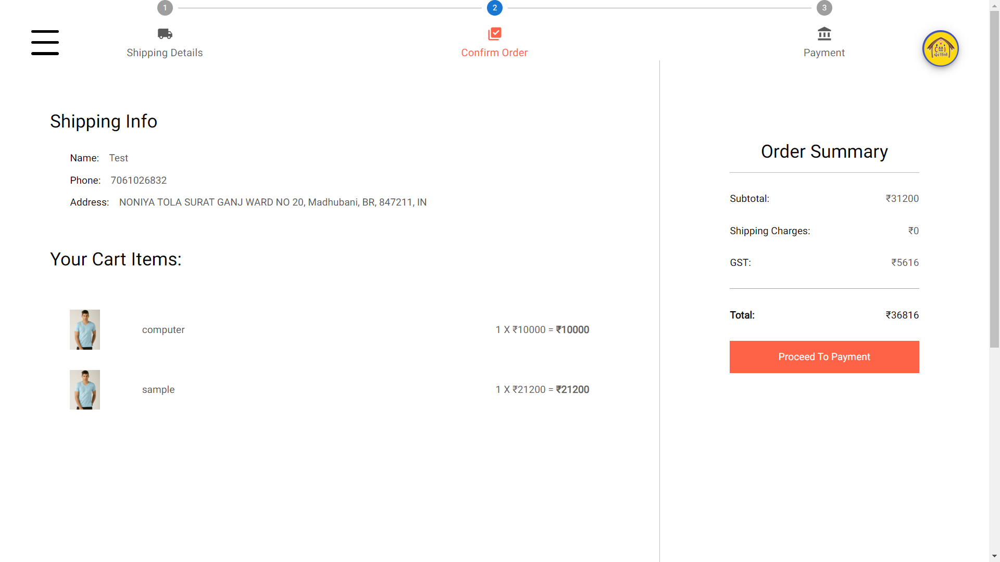 1
2
3
Shipping Details
Confirm Order
Payment
Shipping Info
Name: Test
Phone: 7061026832
Address: NONIYA TOLA SURAT GANJ WARD NO 20, Madhubani, BR, 847211, IN
Your Cart Items:
computer
1 X ₹10000 = ₹10000
sample
1 X ₹21200 = ₹21200
Order Summary
Subtotal: ₹31200
Shipping Charges: ₹0
GST: ₹5616
Total: ₹36816
Proceed To Payment